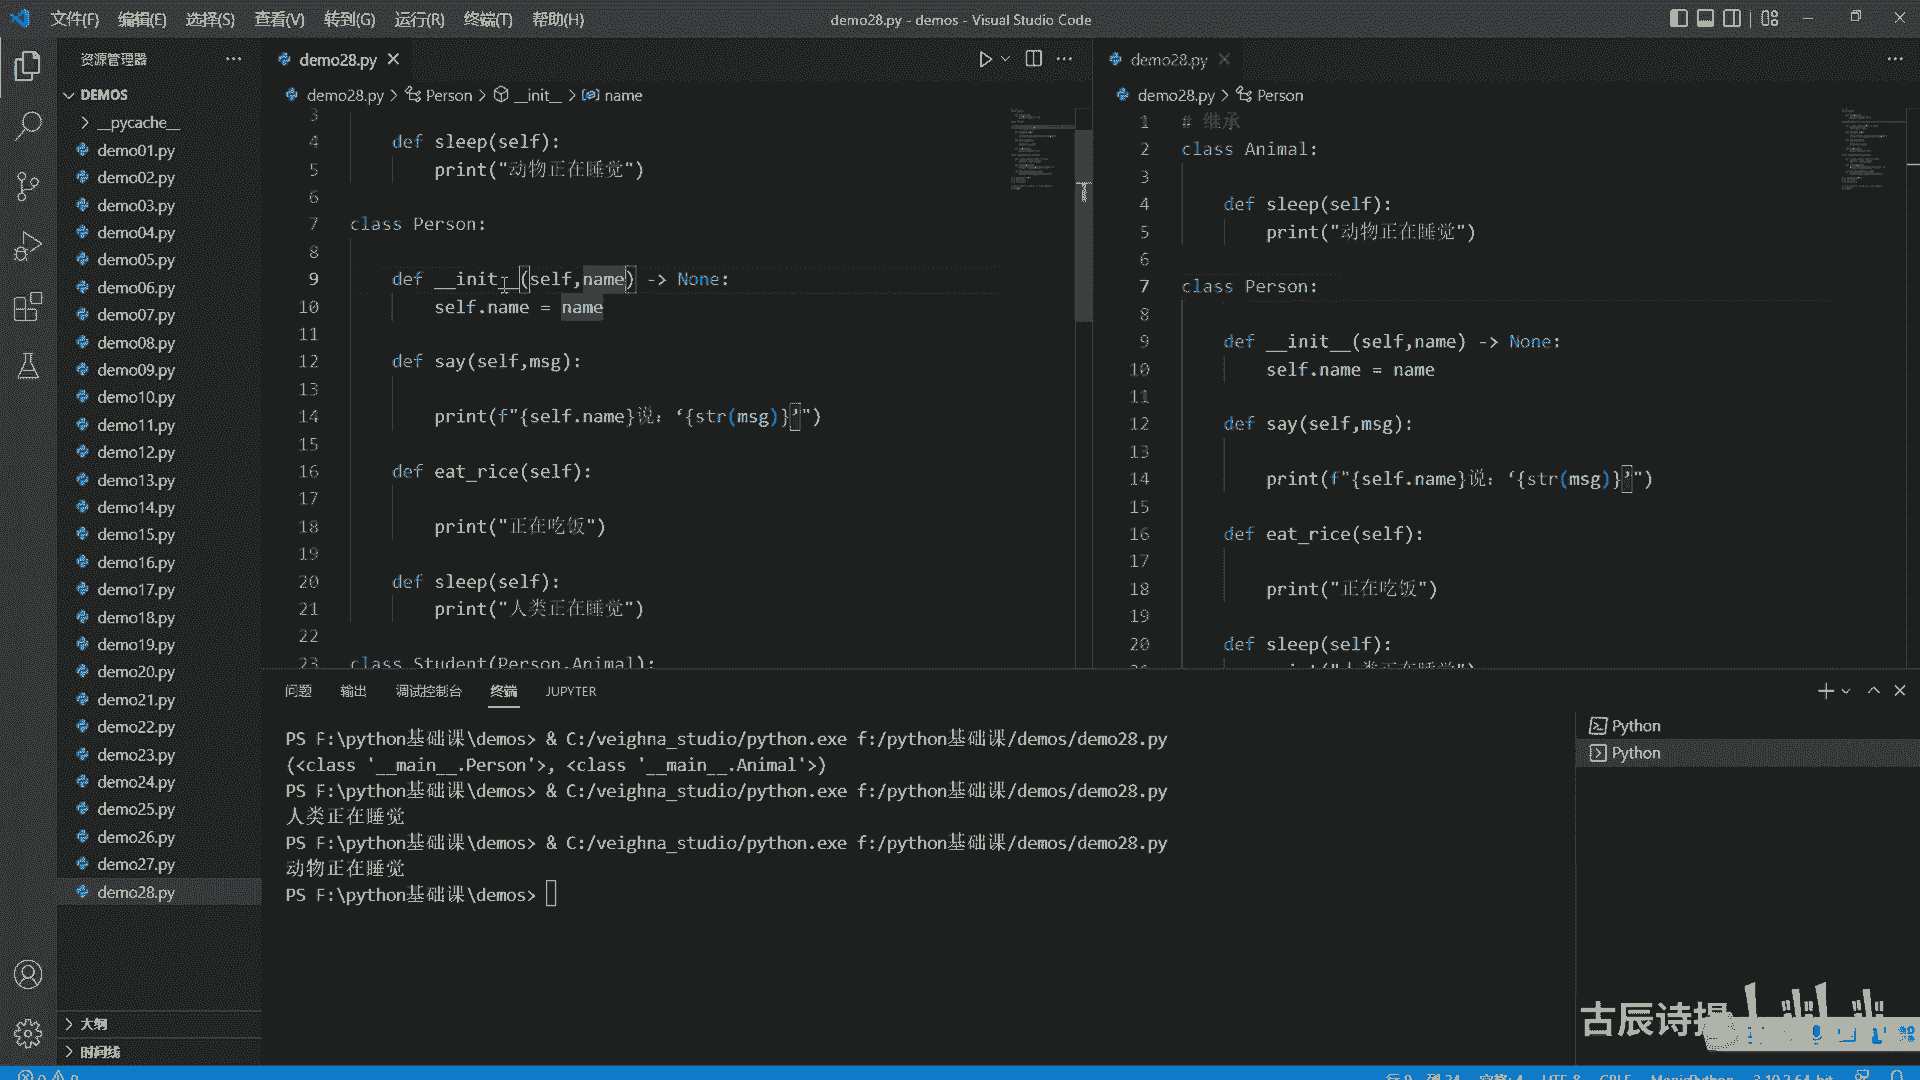 文件(F) 编辑(E) 选择(S) 查看(V) 转到(G) 运行(R) 终端(T) 帮助(H)
demo28.py - demos - Visual Studio Code
资源管理器
DEMOS
__pycache__
demo01.py
demo02.py
demo03.py
demo04.py
demo05.py
demo06.py
demo07.py
demo08.py
demo09.py
demo10.py
demo11.py
demo12.py
demo13.py
demo14.py
demo15.py
demo16.py
demo17.py
demo18.py
demo19.py
demo20.py
demo21.py
demo22.py
demo23.py
demo24.py
demo25.py
demo26.py
demo27.py
demo28.py
大纲
时间线
demo28.py
demo28.py > Person > __init__ > name
3
4 def sleep(self):
5 print("动物正在睡觉")
6
7 class Person:
8
9 def __init__(self,name) -> None:
10 self.name = name
11
12 def say(self,msg):
13
14 print(f"{self.name}说：‘{str(msg)}’")
15
16 def eat_rice(self):
17
18 print("正在吃饭")
19
20 def sleep(self):
21 print("人类正在睡觉")
22
23 class Student(Person,Animal):
demo28.py
demo28.py > Person
1 # 继承
2 class Animal:
3
4 def sleep(self):
5 print("动物正在睡觉")
6
7 class Person:
8
9 def __init__(self,name) -> None:
10 self.name = name
11
12 def say(self,msg):
13
14 print(f"{self.name}说：‘{str(msg)}’")
15
16 def eat_rice(self):
17
18 print("正在吃饭")
19
20 def sleep(self):
print("人类正在睡觉")
问题 输出 调试控制台 终端 JUPYTER
PS F:\python基础课\demos> & C:/veighna_studio/python.exe f:/python基础课/demos/demo28.py
(<class '__main__.Person'>, <class '__main__.Animal'>)
PS F:\python基础课\demos> & C:/veighna_studio/python.exe f:/python基础课/demos/demo28.py
人类正在睡觉
PS F:\python基础课\demos> & C:/veighna_studio/python.exe f:/python基础课/demos/demo28.py
动物正在睡觉
PS F:\python基础课\demos>
Python
Python
古辰诗提